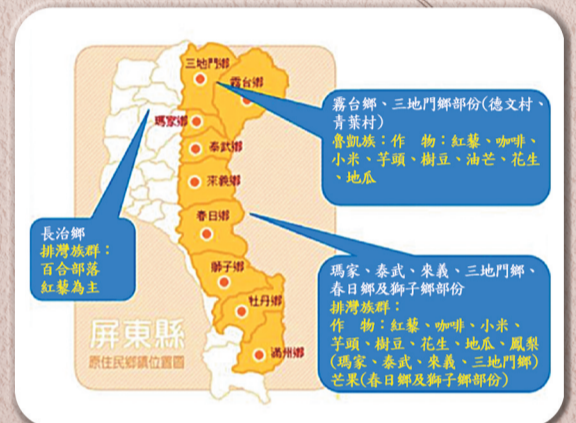 三地門鄉
霧台鄉
瑪家鄉
泰武鄉
來義鄉
春日鄉
獅子鄉
牡丹鄉
滿州鄉
屏東縣
原住民鄉鎮位置圖
霧台鄉、三地門鄉部份(德文村、
青葉村)
魯凱族：作　物：紅藜、咖啡、
小米、芋頭、樹豆、油芒、花生
、地瓜
長治鄉
排灣族群：
百合部落
紅藜為主
瑪家、泰武、來義、三地門鄉、
春日鄉及獅子鄉部份
排灣族群：
作　物：紅藜、咖啡、小米、
芋頭、樹豆、花生、地瓜、鳳梨
(瑪家、泰武、來義、三地門鄉)
芒果(春日鄉及獅子鄉部份)